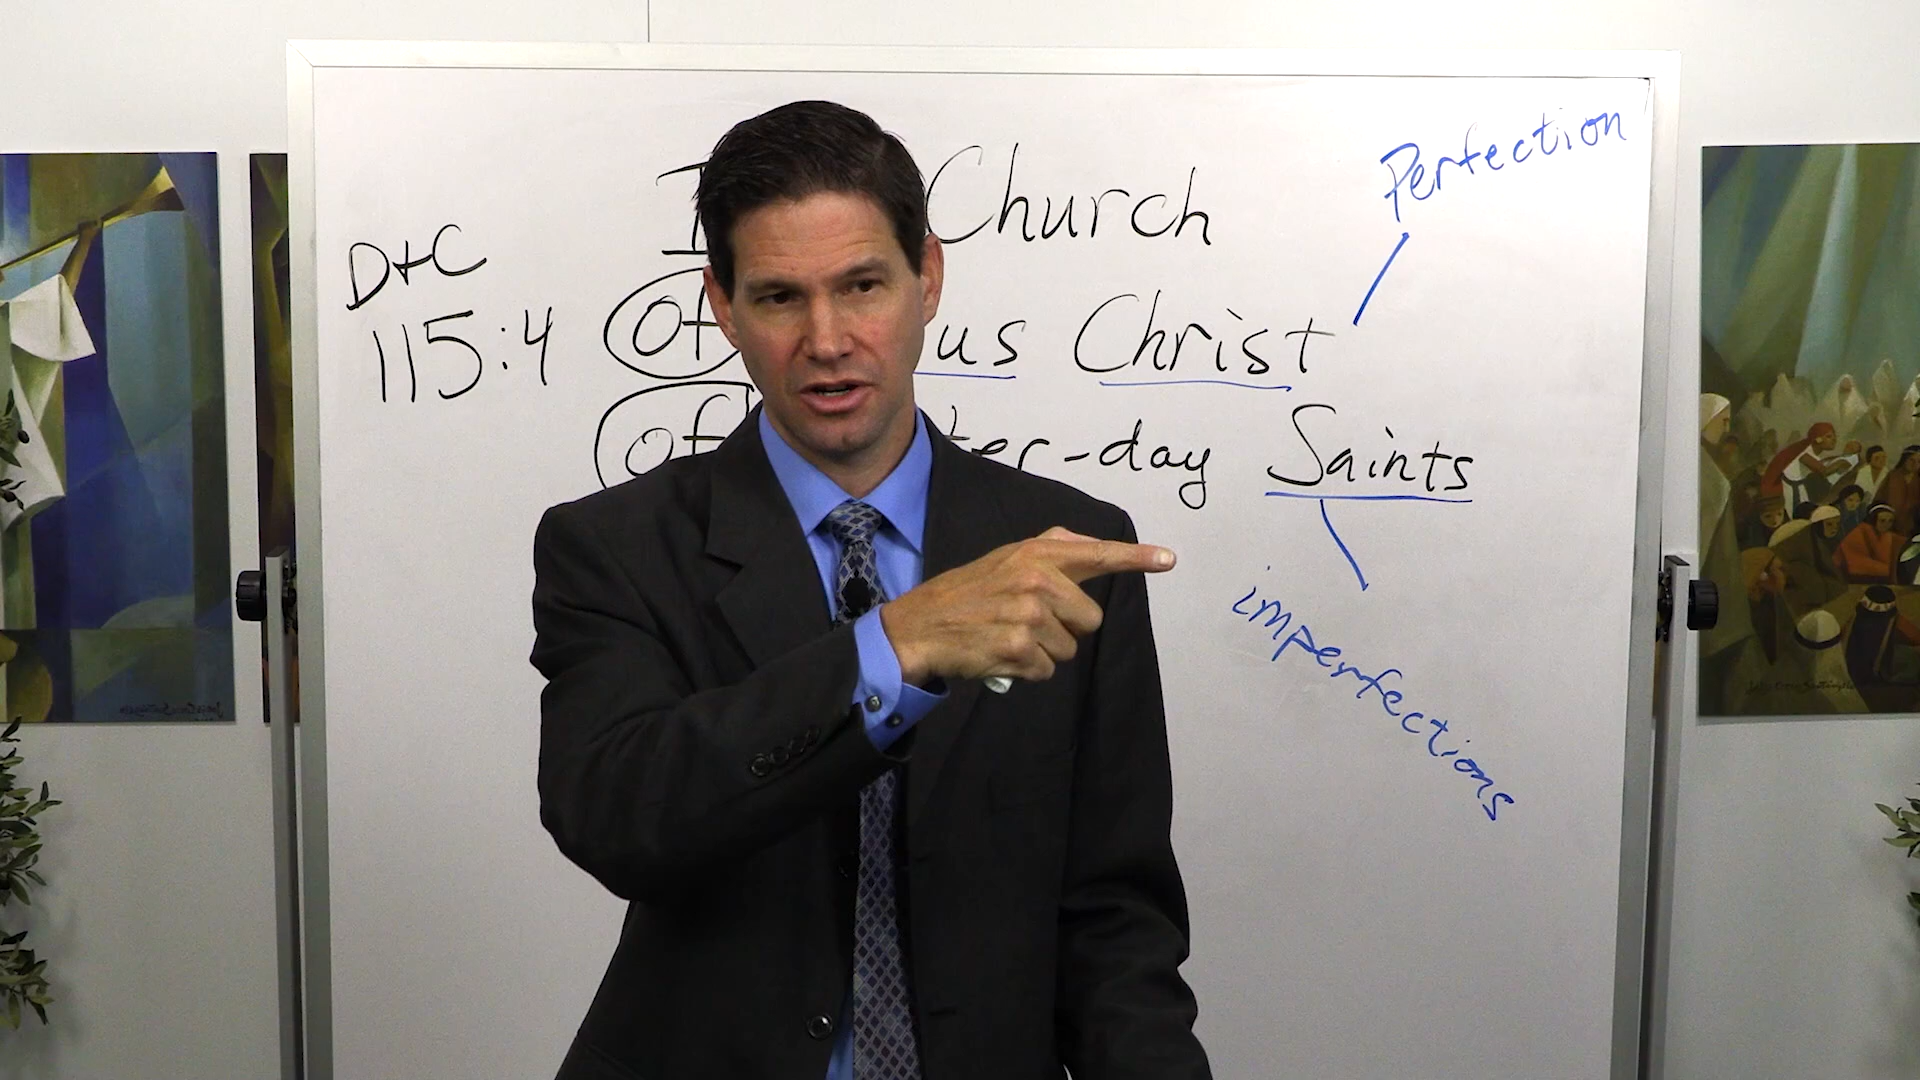 Church
Perfection
D+C
115:4
of us Christ
of ter-day Saints
imperfections